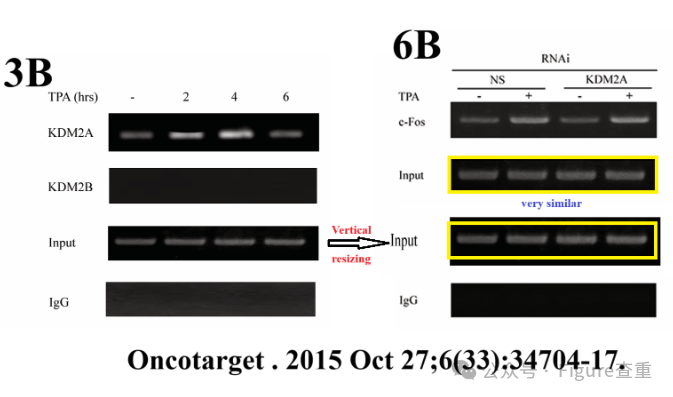 3B
TPA (hrs) - 2 4 6
KDM2A
KDM2B
Input
IgG
Vertical
resizing
6B
RNAi
NS KDM2A
TPA - + - +
c-Fos
Input
very similar
Input
IgG
Oncotarget . 2015 Oct 27;6(33):34704-17.
公众号 · Figure查重